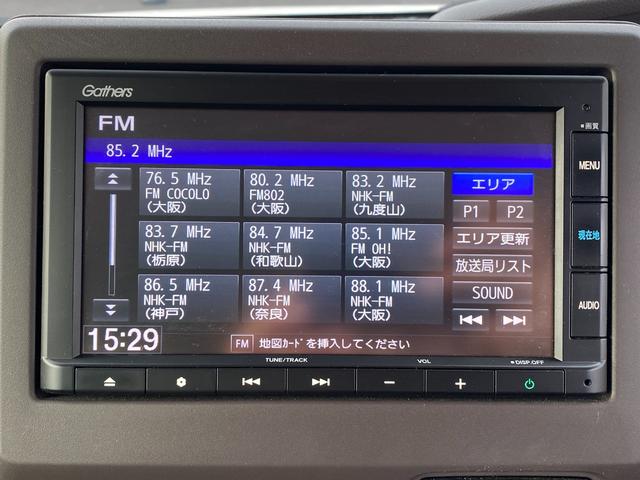 Gathers
FM
85.2 MHz
76.5 MHz
FM COCOLO
(大阪)
80.2 MHz
FM802
(大阪)
83.2 MHz
NHK-FM
(九度山)
83.7 MHz
NHK-FM
(栃原)
84.7 MHz
NHK-FM
(和歌山)
85.1 MHz
FM OH!
(大阪)
86.5 MHz
NHK-FM
(神戸)
87.4 MHz
NHK-FM
(奈良)
88.1 MHz
NHK-FM
(大阪)
エリア
P1
P2
エリア更新
放送局リスト
SOUND
15:29
FM 地図ｶｰﾄﾞを挿入してください
画質
MENU
現在地
AUDIO
TUNE/TRACK
VOL
DISP.OFF